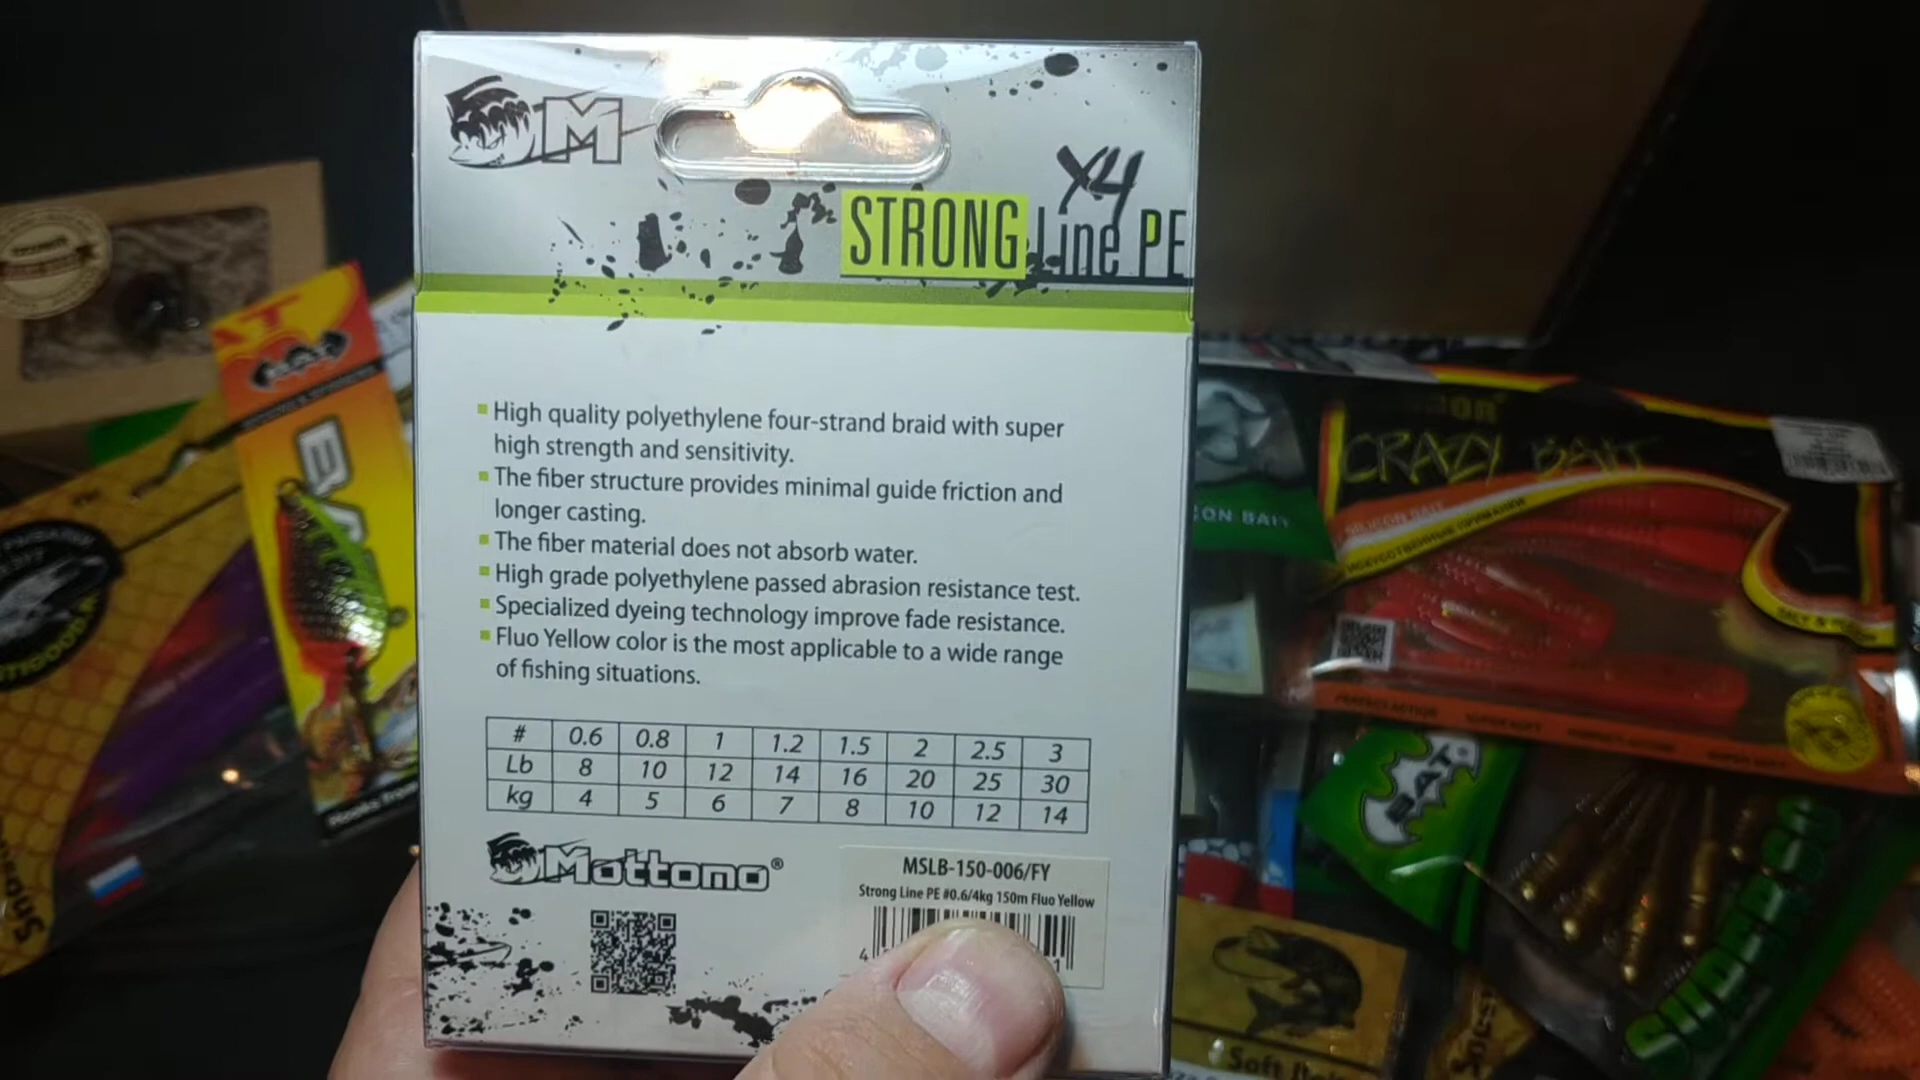 M
X4
STRONG Line PE
High quality polyethylene four-strand braid with super
high strength and sensitivity.
The fiber structure provides minimal guide friction and
longer casting.
The fiber material does not absorb water.
High grade polyethylene passed abrasion resistance test.
Specialized dyeing technology improve fade resistance.
Fluo Yellow color is the most applicable to a wide range
of fishing situations.
# 0.6 0.8 1 1.2 1.5 2 2.5 3
Lb 8 10 12 14 16 20 25 30
kg 4 5 6 7 8 10 12 14
Mottomo®
MSLB-150-006/FY
Strong Line PE #0.6/4kg 150m Fluo Yellow
BAT
CRAZY BAIT
SILICON BAIT
BAT